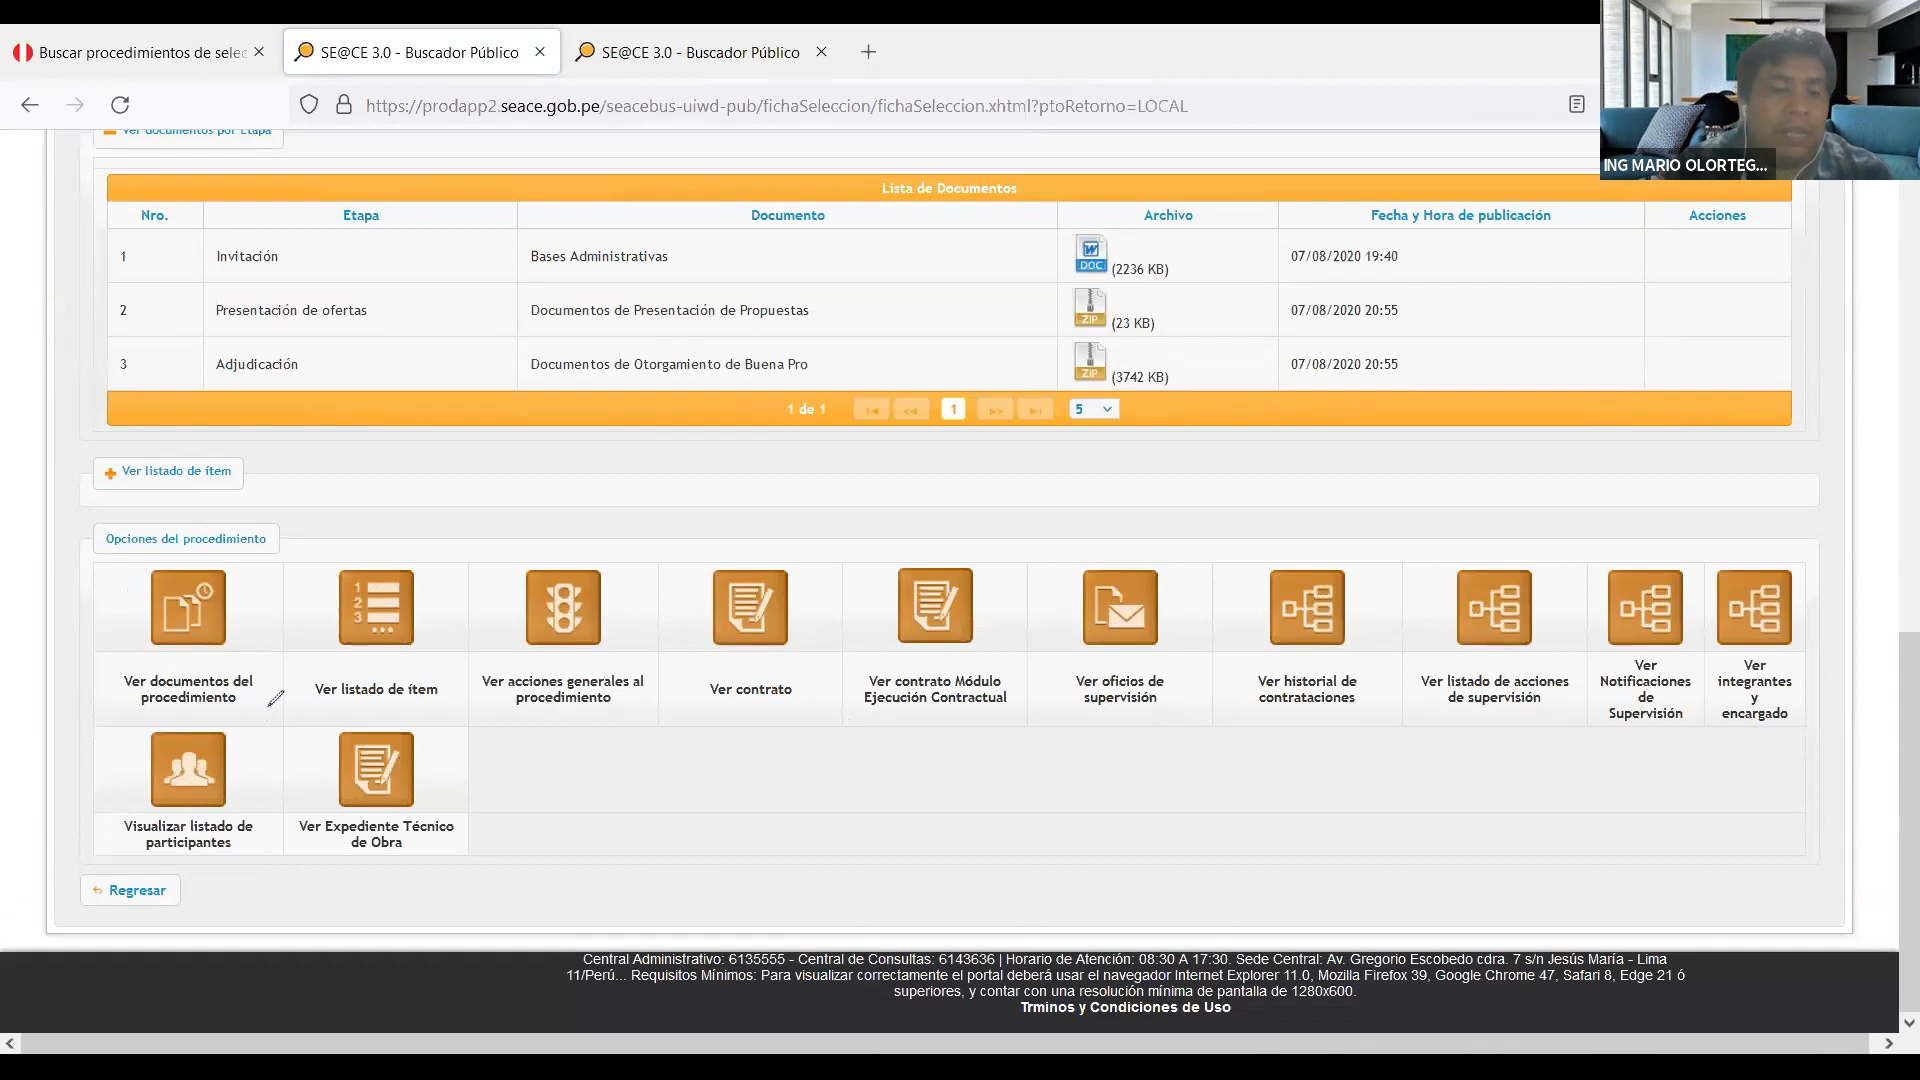 Buscar procedimientos de selec
SE@CE 3.0 - Buscador Público
SE@CE 3.0 - Buscador Público
https://prodapp2.seace.gob.pe/seacebus-uiwd-pub/fichaSeleccion/fichaSeleccion.xhtml?ptoRetorno=LOCAL
ING MARIO OLORTEG...
Ver documentos por Etapa
Lista de Documentos
Nro. Etapa Documento Archivo Fecha y Hora de publicación Acciones
1 Invitación Bases Administrativas DOC (2236 KB) 07/08/2020 19:40
2 Presentación de ofertas Documentos de Presentación de Propuestas ZIP (23 KB) 07/08/2020 20:55
3 Adjudicación Documentos de Otorgamiento de Buena Pro ZIP (3742 KB) 07/08/2020 20:55
1 de 1 1 5
Ver listado de ítem
Opciones del procedimiento
Ver documentos del procedimiento
Ver listado de ítem
Ver acciones generales al procedimiento
Ver contrato
Ver contrato Módulo Ejecución Contractual
Ver oficios de supervisión
Ver historial de contrataciones
Ver listado de acciones de supervisión
Ver Notificaciones de Supervisión
Ver integrantes y encargado
Visualizar listado de participantes
Ver Expediente Técnico de Obra
Regresar
Central Administrativo: 6135555 - Central de Consultas: 6143636 | Horario de Atención: 08:30 A 17:30. Sede Central: Av. Gregorio Escobedo cdra. 7 s/n Jesús María - Lima
11/Perú... Requisitos Mínimos: Para visualizar correctamente el portal deberá usar el navegador Internet Explorer 11.0, Mozilla Firefox 39, Google Chrome 47, Safari 8, Edge 21 ó
superiores, y contar con una resolución mínima de pantalla de 1280x600.
Trminos y Condiciones de Uso